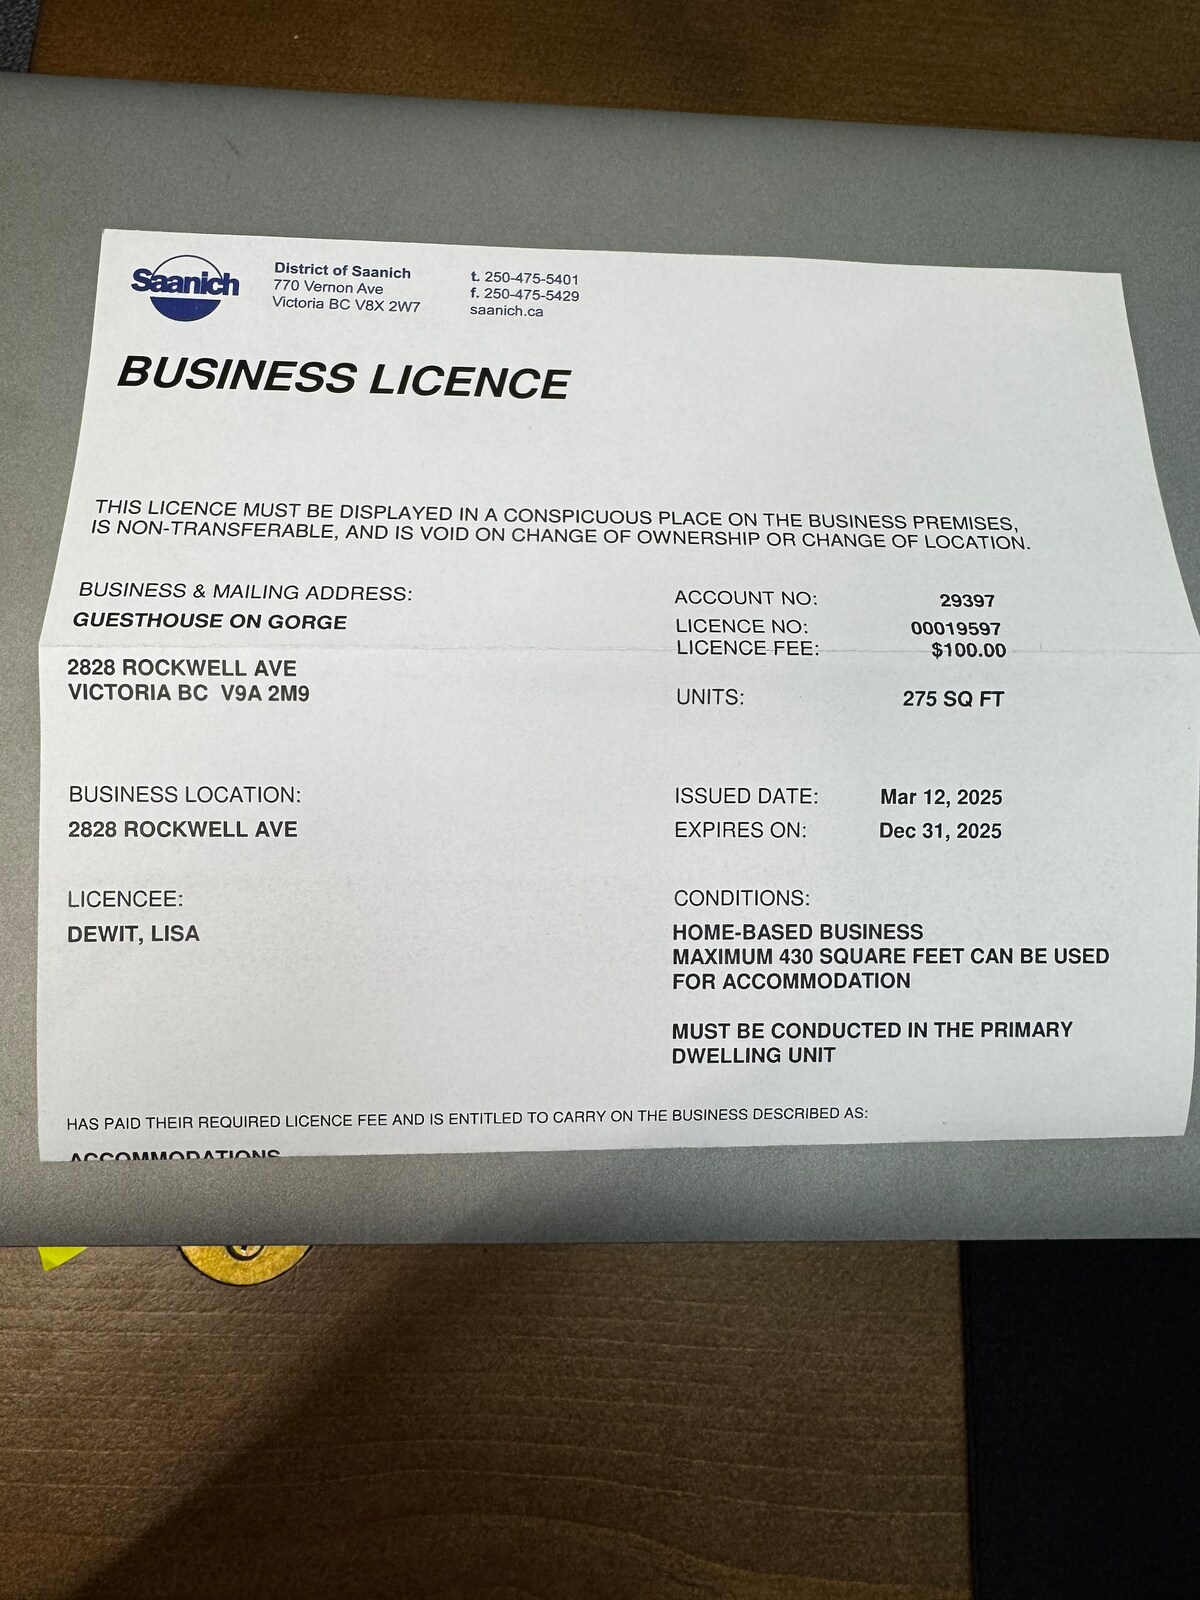 Saanich
District of Saanich
770 Vernon Ave
Victoria BC V8X 2W7
t. 250-475-5401
f. 250-475-5429
saanich.ca
BUSINESS LICENCE
THIS LICENCE MUST BE DISPLAYED IN A CONSPICUOUS PLACE ON THE BUSINESS PREMISES,
IS NON-TRANSFERABLE, AND IS VOID ON CHANGE OF OWNERSHIP OR CHANGE OF LOCATION.
BUSINESS & MAILING ADDRESS:
GUESTHOUSE ON GORGE
2828 ROCKWELL AVE
VICTORIA BC V9A 2M9
ACCOUNT NO: 29397
LICENCE NO: 00019597
LICENCE FEE: $100.00
UNITS: 275 SQ FT
BUSINESS LOCATION:
2828 ROCKWELL AVE
ISSUED DATE: Mar 12, 2025
EXPIRES ON: Dec 31, 2025
LICENCEE:
DEWIT, LISA
CONDITIONS:
HOME-BASED BUSINESS
MAXIMUM 430 SQUARE FEET CAN BE USED
FOR ACCOMMODATION
MUST BE CONDUCTED IN THE PRIMARY
DWELLING UNIT
HAS PAID THEIR REQUIRED LICENCE FEE AND IS ENTITLED TO CARRY ON THE BUSINESS DESCRIBED AS:
ACCOMMODATIONS